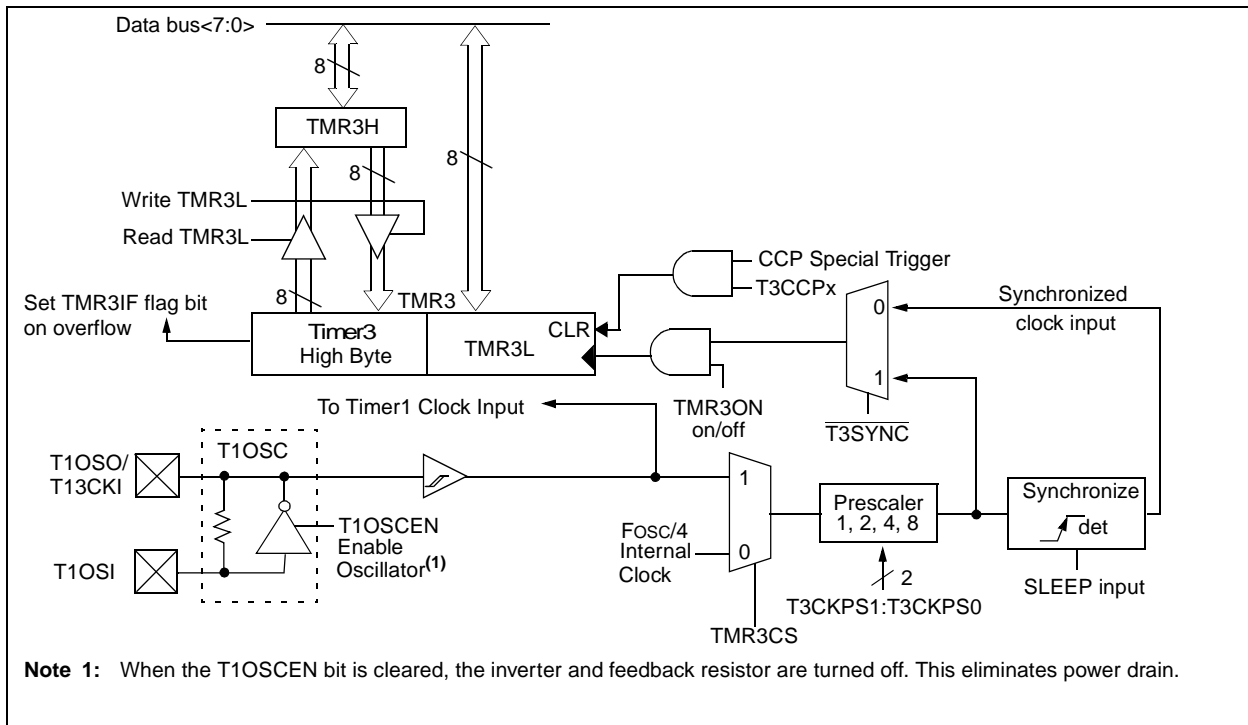 Data bus<7:0>
8
TMR3H
8
8
Write TMR3L
Read TMR3L
CCP Special Trigger
T3CCPx
8
TMR3
Set TMR3IF flag bit
on overflow
Timer3
High Byte
TMR3L
CLR
0
1
Synchronized
clock input
To Timer1 Clock Input
TMR3ON
on/off
T3SYNC
T1OSO/
T13CKI
T1OSC
T1OSCEN
Enable
Oscillator(1)
T1OSI
1
0
FOSC/4
Internal
Clock
Prescaler
1, 2, 4, 8
Synchronize
det
2
T3CKPS1:T3CKPS0
SLEEP input
TMR3CS
Note 1: When the T1OSCEN bit is cleared, the inverter and feedback resistor are turned off. This eliminates power drain.